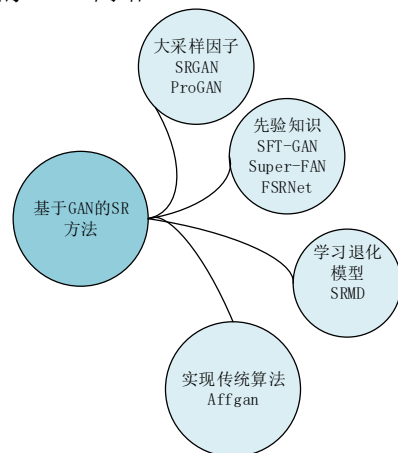 大采样因子
SRGAN
ProGAN
先验知识
SFT-GAN
Super-FAN
FSRNet
基于GAN的SR
方法
学习退化
模型
SRMD
实现传统算法
Affgan